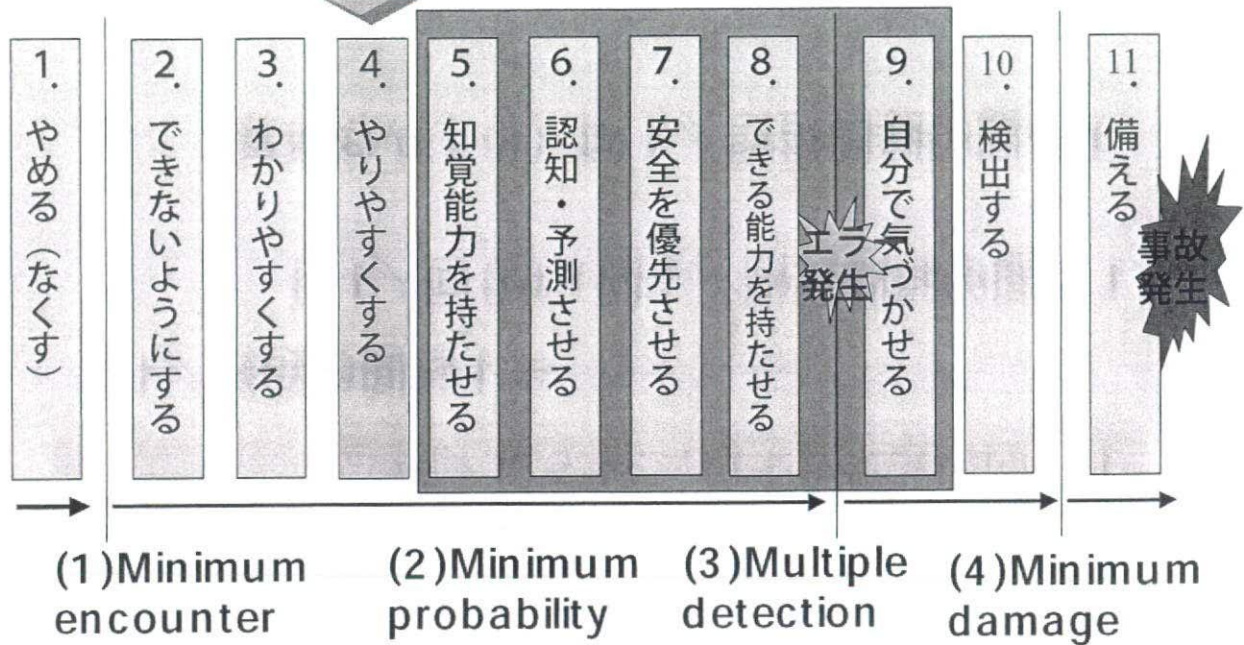 1. やめる（なくす）
2. できないようにする
3. わかりやすくする
4. やりやすくする
5. 知覚能力を持たせる
6. 認知・予測させる
7. 安全を優先させる
8. できる能力を持たせる
エラー
発生
9. 自分で気づかせる
10. 検出する
11. 備える
事故
発生
(1)Minimum
encounter
(2)Minimum
probability
(3)Multiple
detection
(4)Minimum
damage